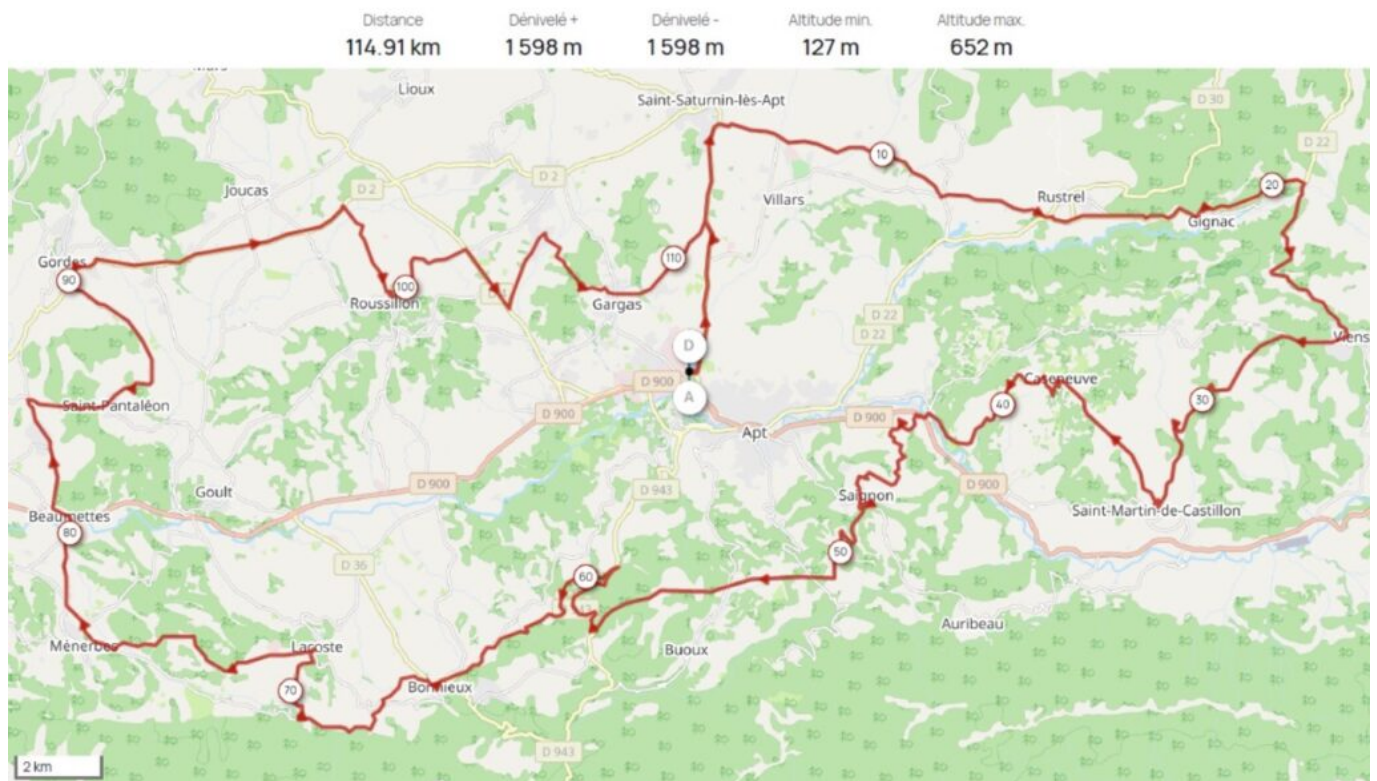 Distance
114.91 km
Dénivelé +
1 598 m
Dénivelé -
1 598 m
Altitude min.
127 m
Altitude max.
652 m
Lioux
Saint-Saturnin-lès-Apt
D 30
D 22
10
Joucas
D 2
D 2
Villars
Rustrel
20
Gignac
Gordes
90
110
100
Roussillon
Gargas
D 22
D 22
Viens
D
D 900
A
Caseneuve
30
40
Saint-Pantaléon
D 900
D 900
Apt
D 900
D 943
D 900
Goult
Saignon
Saint-Martin-de-Castillon
Beaumettes
80
50
D 36
60
Auribeau
Ménerbes
Lacoste
Buoux
70
Bonnieux
D 943
2 km